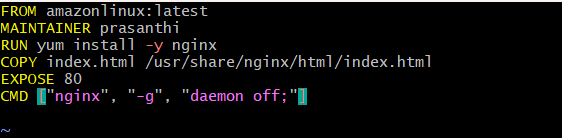 FROM amazonlinux:latest
MAINTAINER prasanthi
RUN yum install -y nginx
COPY index.html /usr/share/nginx/html/index.html
EXPOSE 80
CMD ["nginx", "-g", "daemon off;"]
~